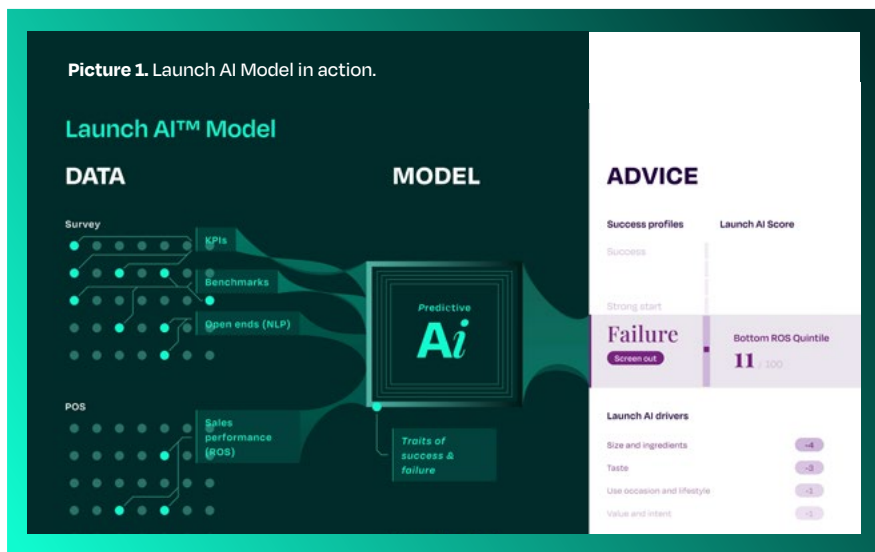 Picture 1. Launch AI Model in action.
Launch AI™ Model
DATA
Survey
KPIs
Benchmarks
Open ends (NLP)
POS
Sales
performance
(ROS)
MODEL
Predictive
Ai
Traits of
success &
failure
ADVICE
Success profiles
Launch AI Score
Success
Strong start
Failure
Screen out
Bottom ROS Quintile
11 / 100
Launch AI drivers
Size and ingredients -4
Taste -3
Use occasion and lifestyle -1
Value and intent -1